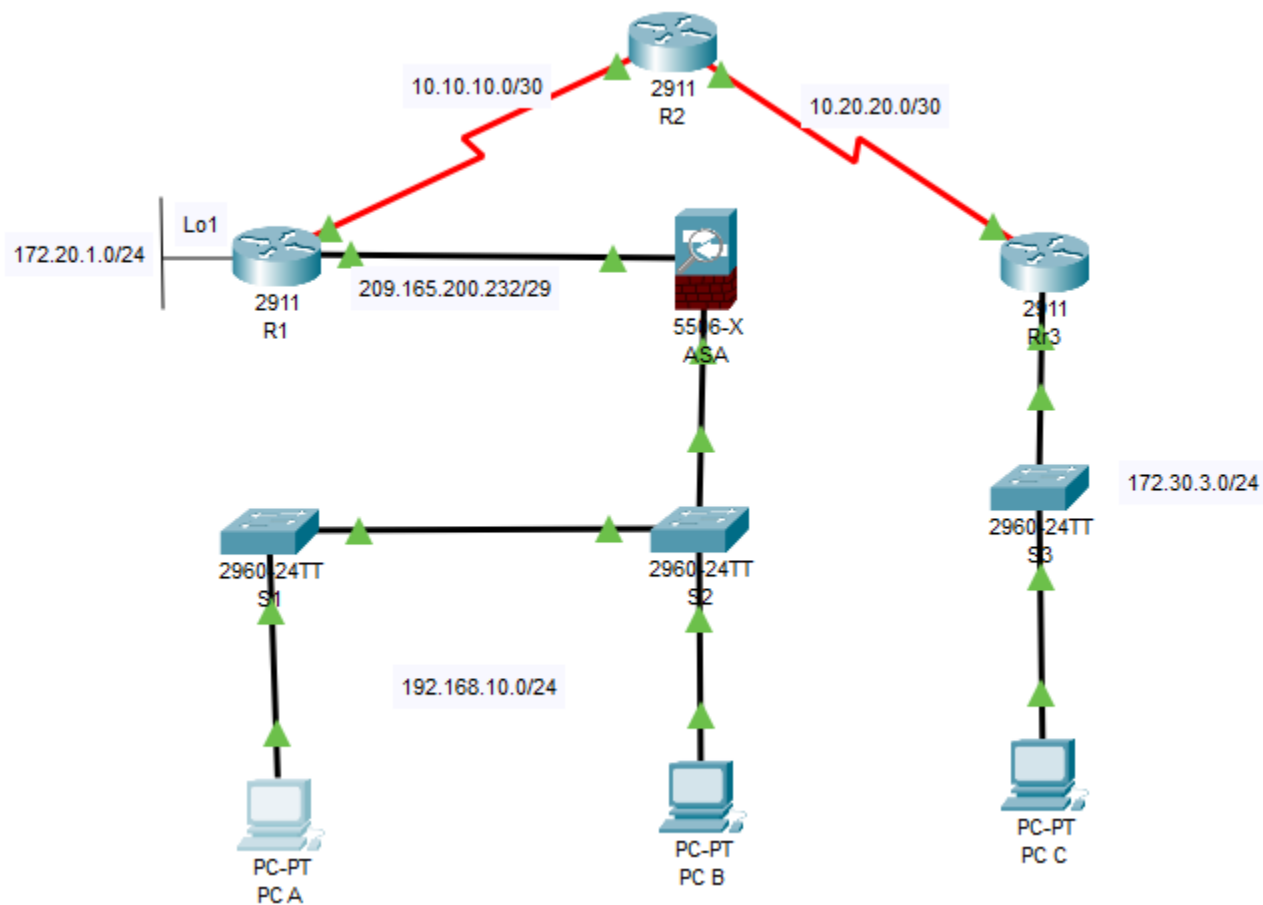 2911
R2
10.10.10.0/30
10.20.20.0/30
Lo1
172.20.1.0/24
2911
R1
209.165.200.232/29
5506-X
ASA
2911
Rr3
2960-24TT
S1
2960-24TT
S2
2960-24TT
S3
172.30.3.0/24
192.168.10.0/24
PC-PT
PC A
PC-PT
PC B
PC-PT
PC C